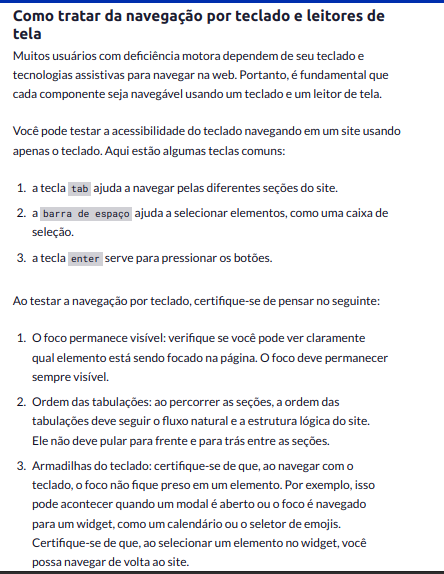 Como tratar da navegação por teclado e leitores de
tela
Muitos usuários com deficiência motora dependem de seu teclado e
tecnologias assistivas para navegar na web. Portanto, é fundamental que
cada componente seja navegável usando um teclado e um leitor de tela.
Você pode testar a acessibilidade do teclado navegando em um site usando
apenas o teclado. Aqui estão algumas teclas comuns:
1. a tecla tab ajuda a navegar pelas diferentes seções do site.
2. a barra de espaço ajuda a selecionar elementos, como uma caixa de
seleção.
3. a tecla enter serve para pressionar os botões.
Ao testar a navegação por teclado, certifique-se de pensar no seguinte:
1. O foco permanece visível: verifique se você pode ver claramente
qual elemento está sendo focado na página. O foco deve permanecer
sempre visível.
2. Ordem das tabulações: ao percorrer as seções, a ordem das
tabulações deve seguir o fluxo natural e a estrutura lógica do site.
Ele não deve pular para frente e para trás entre as seções.
3. Armadilhas do teclado: certifique-se de que, ao navegar com o
teclado, o foco não fique preso em um elemento. Por exemplo, isso
pode acontecer quando um modal é aberto ou o foco é navegado
para um widget, como um calendário ou o seletor de emojis.
Certifique-se de que, ao selecionar um elemento no widget, você
possa navegar de volta ao site.